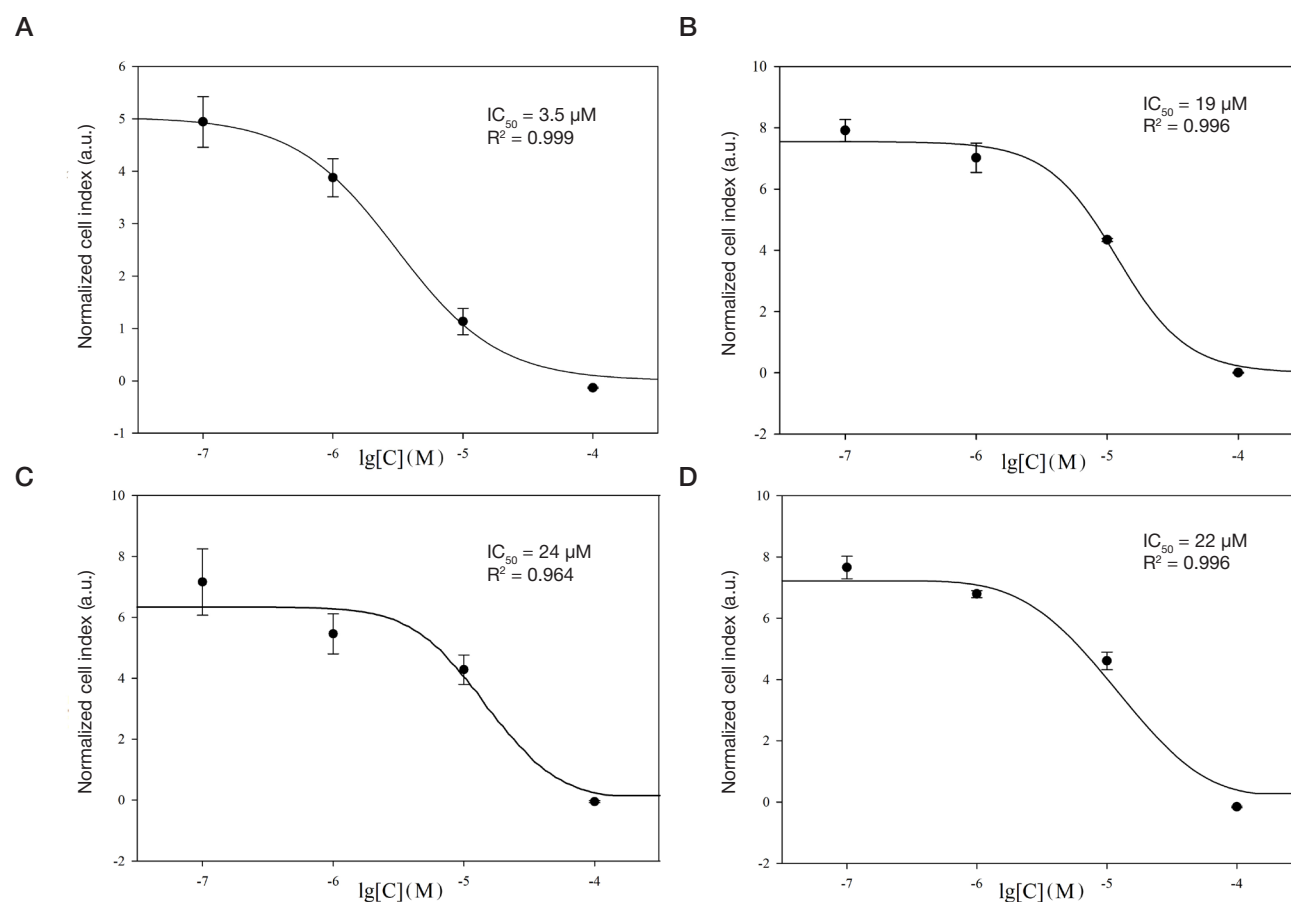 A
Normalized cell index (a.u.)
6
5
4
3
2
1
0
-1
IC50 = 3.5 µM
R² = 0.999
-7
-6
-5
-4
lg[C](M)
B
Normalized cell index (a.u.)
10
8
6
4
2
0
-2
IC50 = 19 µM
R² = 0.996
-7
-6
-5
-4
lg[C](M)
C
Normalized cell index (a.u.)
10
8
6
4
2
0
-2
IC50 = 24 µM
R² = 0.964
-7
-6
-5
-4
lg[C](M)
D
Normalized cell index (a.u.)
10
8
6
4
2
0
-2
IC50 = 22 µM
R² = 0.996
-7
-6
-5
-4
lg[C](M)